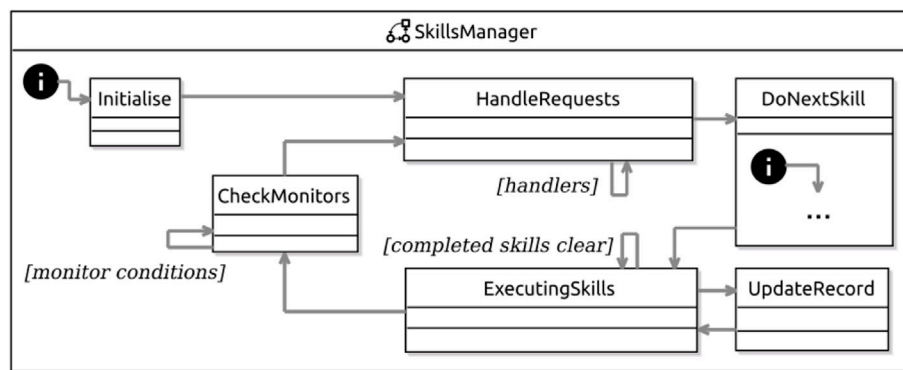 SkillsManager
i
Initialise
HandleRequests
DoNextSkill
i
...
[handlers]
CheckMonitors
[completed skills clear]
[monitor conditions]
ExecutingSkills
UpdateRecord